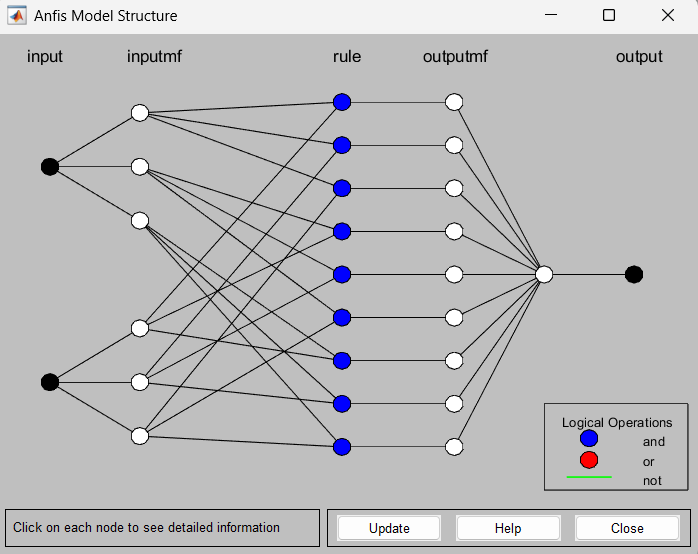 Anfis Model Structure
input inputmf rule outputmf output
Logical Operations
and
or
not
Click on each node to see detailed information
Update Help Close